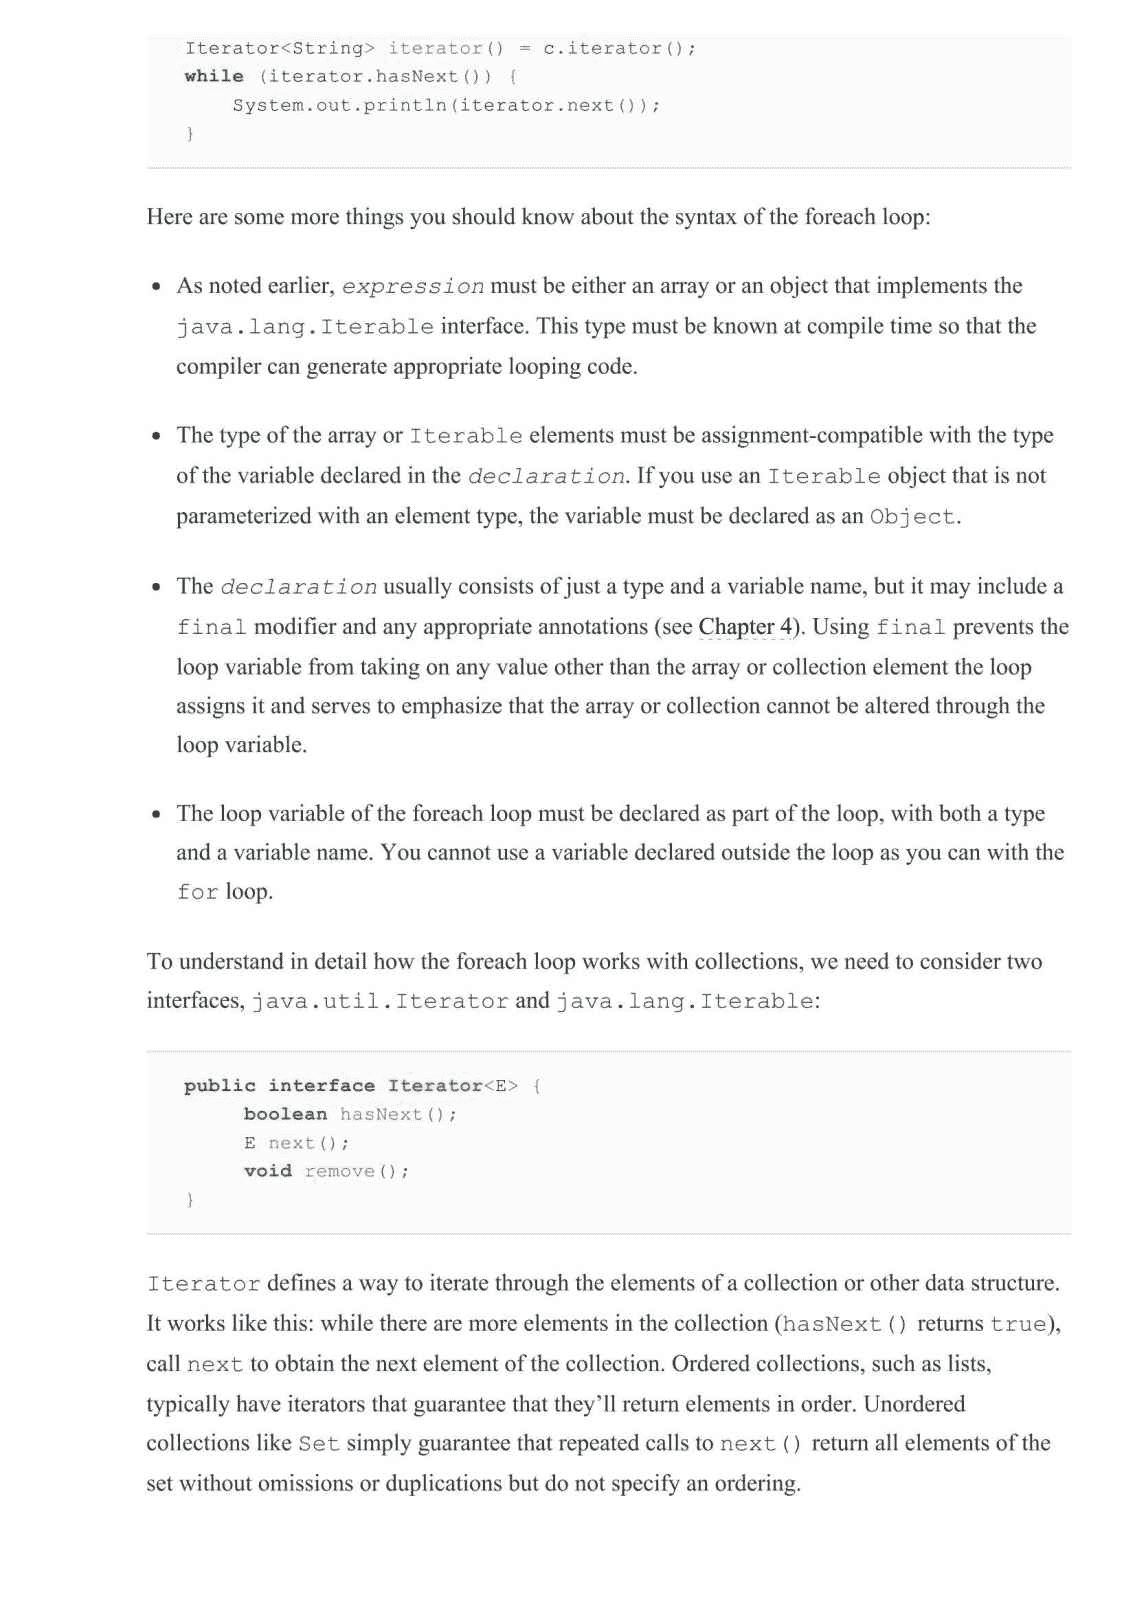 Iterator<String> iterator() = c.iterator();
while (iterator.hasNext()) {
    System.out.println(iterator.next());
}
Here are some more things you should know about the syntax of the foreach loop:
• As noted earlier, expression must be either an array or an object that implements the
java.lang.Iterable interface. This type must be known at compile time so that the
compiler can generate appropriate looping code.
• The type of the array or Iterable elements must be assignment-compatible with the type
of the variable declared in the declaration. If you use an Iterable object that is not
parameterized with an element type, the variable must be declared as an Object.
• The declaration usually consists of just a type and a variable name, but it may include a
final modifier and any appropriate annotations (see Chapter 4). Using final prevents the
loop variable from taking on any value other than the array or collection element the loop
assigns it and serves to emphasize that the array or collection cannot be altered through the
loop variable.
• The loop variable of the foreach loop must be declared as part of the loop, with both a type
and a variable name. You cannot use a variable declared outside the loop as you can with the
for loop.
To understand in detail how the foreach loop works with collections, we need to consider two
interfaces, java.util.Iterator and java.lang.Iterable:
public interface Iterator<E> {
     boolean hasNext();
     E next();
     void remove();
}
Iterator defines a way to iterate through the elements of a collection or other data structure.
It works like this: while there are more elements in the collection (hasNext() returns true),
call next to obtain the next element of the collection. Ordered collections, such as lists,
typically have iterators that guarantee that they’ll return elements in order. Unordered
collections like Set simply guarantee that repeated calls to next() return all elements of the
set without omissions or duplications but do not specify an ordering.